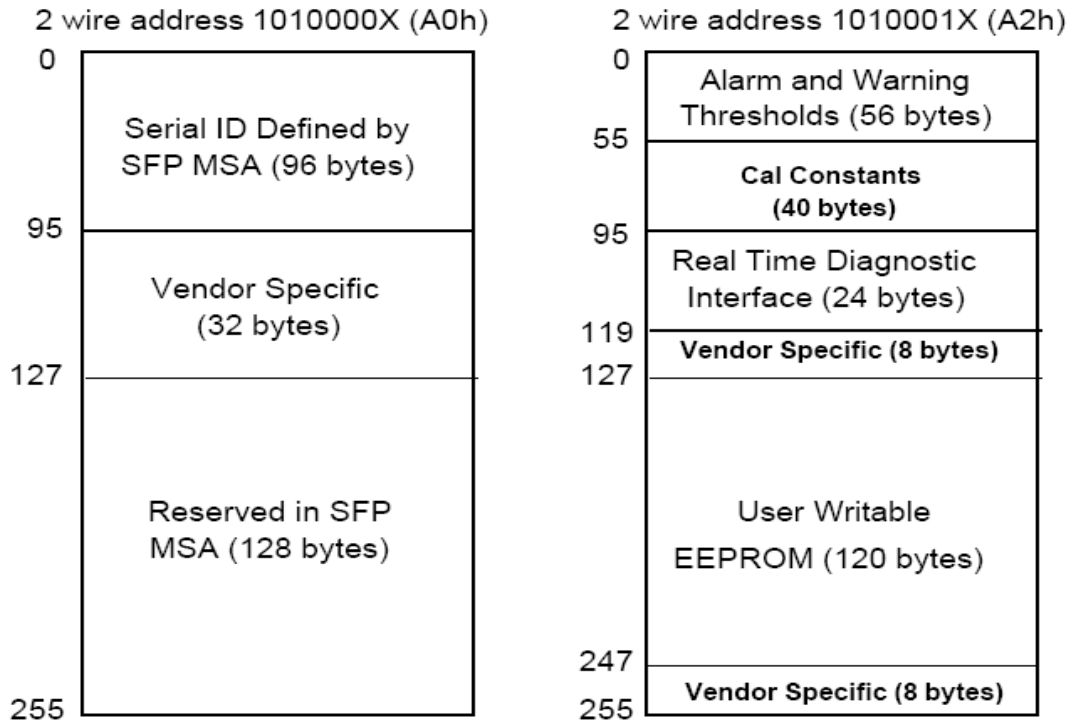 2 wire address 1010000X (A0h)
0
Serial ID Defined by
SFP MSA (96 bytes)
95
Vendor Specific
(32 bytes)
127
Reserved in SFP
MSA (128 bytes)
255
2 wire address 1010001X (A2h)
0
Alarm and Warning
Thresholds (56 bytes)
55
Cal Constants
(40 bytes)
95
Real Time Diagnostic
Interface (24 bytes)
119
Vendor Specific (8 bytes)
127
User Writable
EEPROM (120 bytes)
247
Vendor Specific (8 bytes)
255